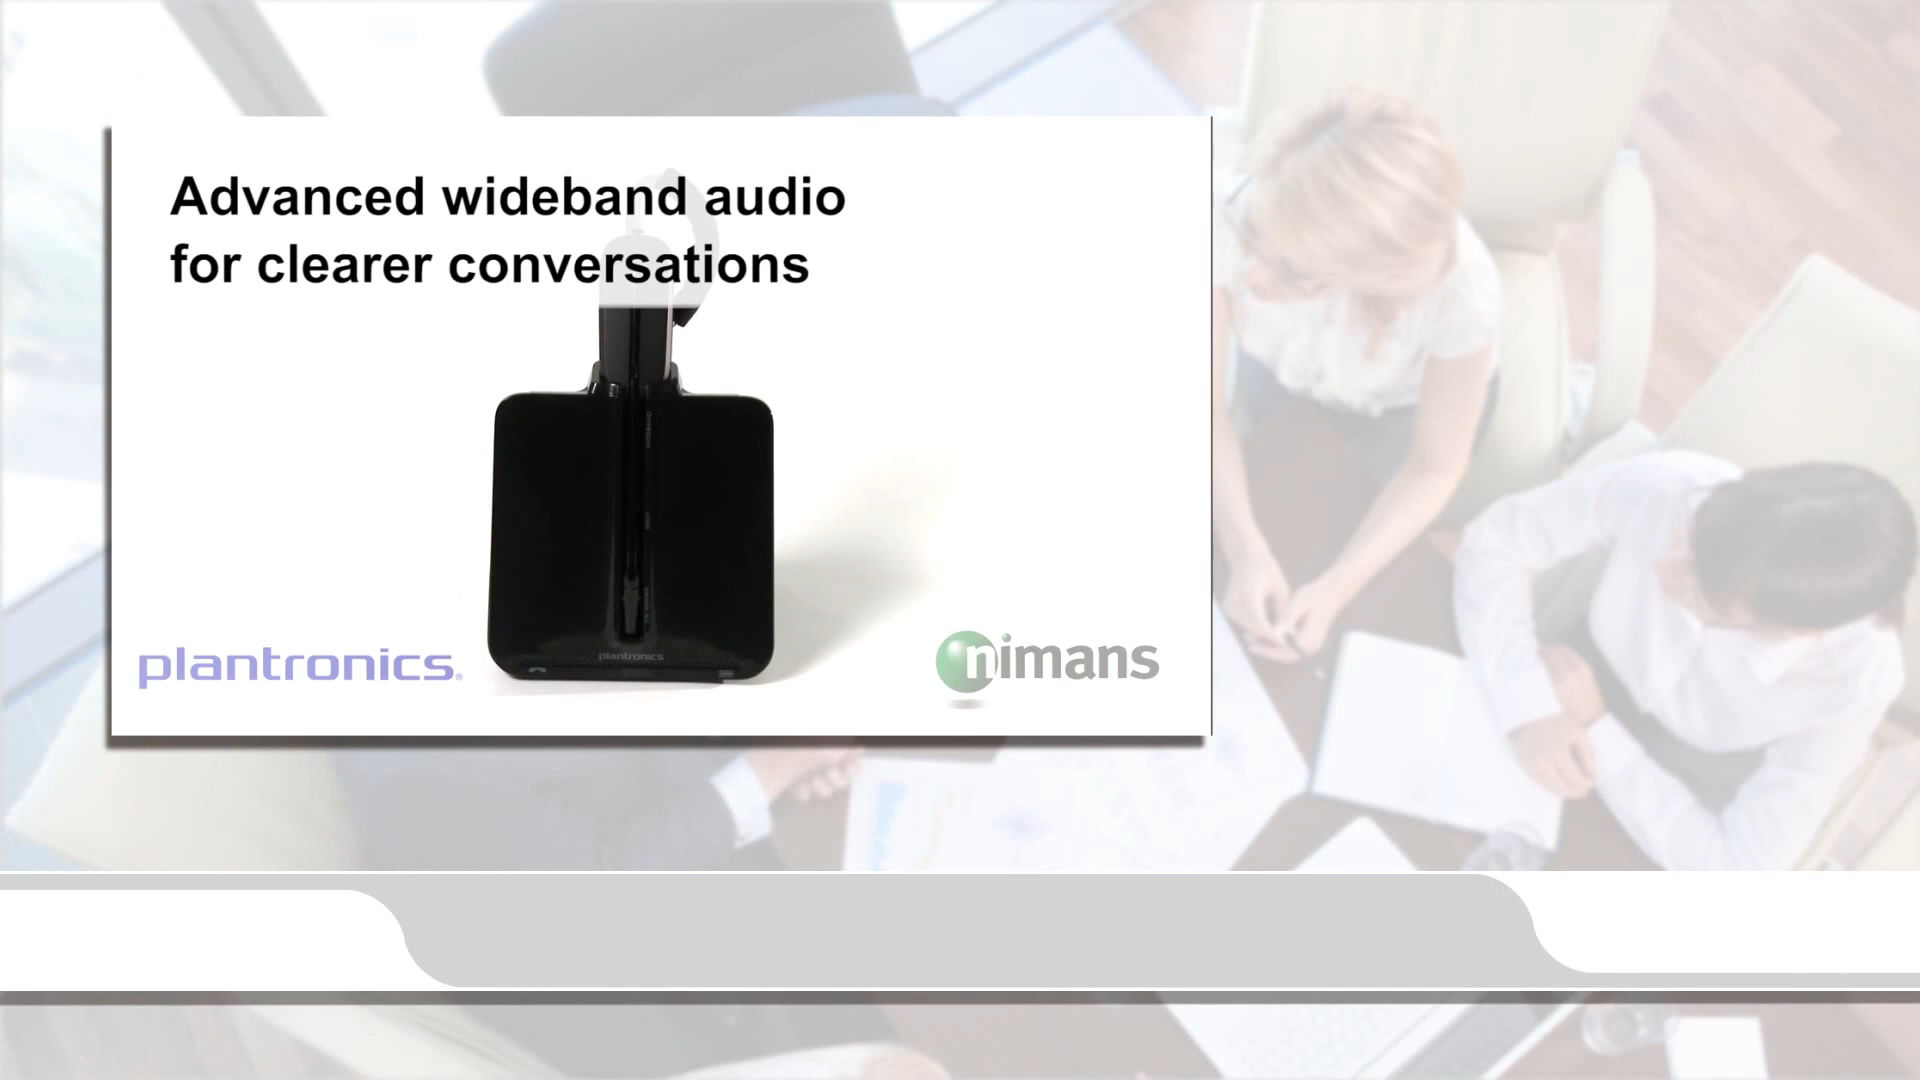 Advanced wideband audio
for clearer conversations
plantronics
plantronics
nimans